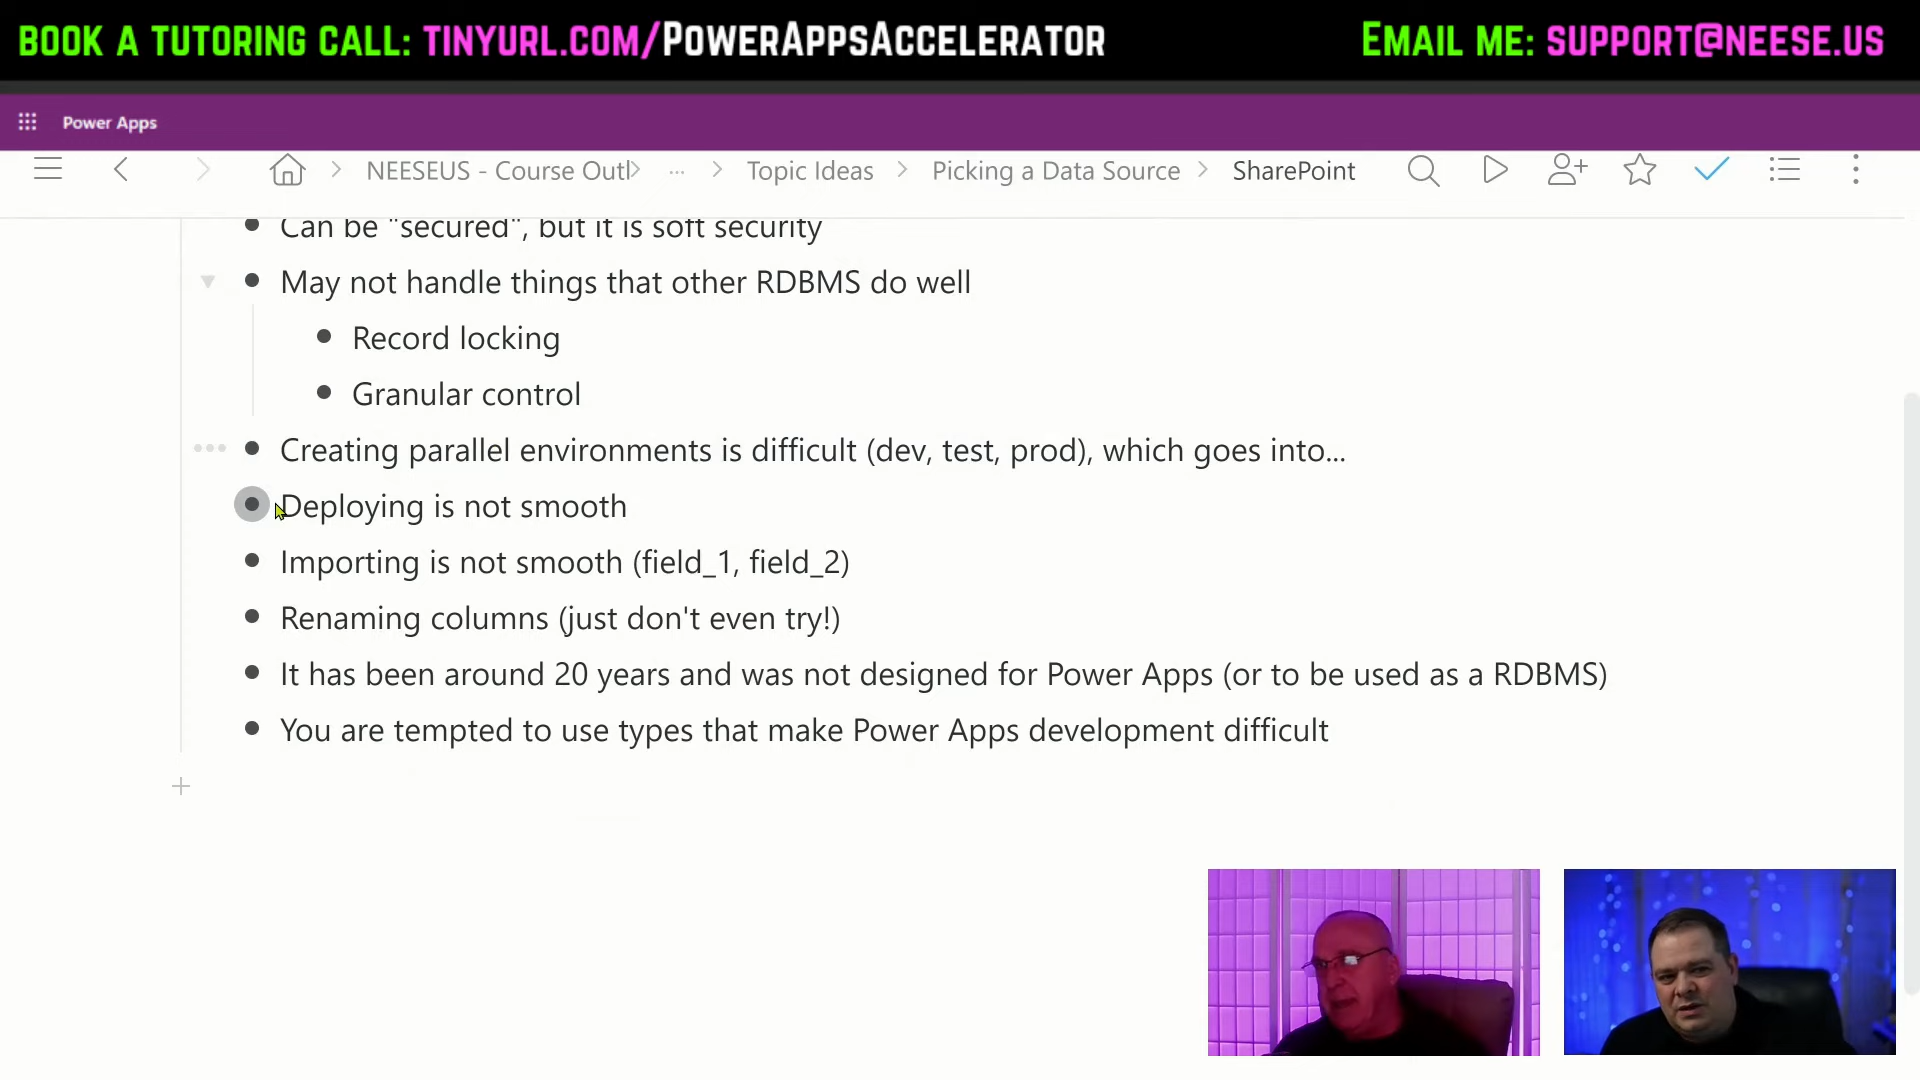 BOOK A TUTORING CALL: TINYURL.COM/POWERAPPSACCELERATOR
EMAIL ME: SUPPORT@NEESE.US
Power Apps
NEESEUS - Course Outl
...
Topic Ideas
Picking a Data Source
SharePoint
Can be "secured", but it is soft security
May not handle things that other RDBMS do well
Record locking
Granular control
Creating parallel environments is difficult (dev, test, prod), which goes into...
Deploying is not smooth
Importing is not smooth (field_1, field_2)
Renaming columns (just don't even try!)
It has been around 20 years and was not designed for Power Apps (or to be used as a RDBMS)
You are tempted to use types that make Power Apps development difficult